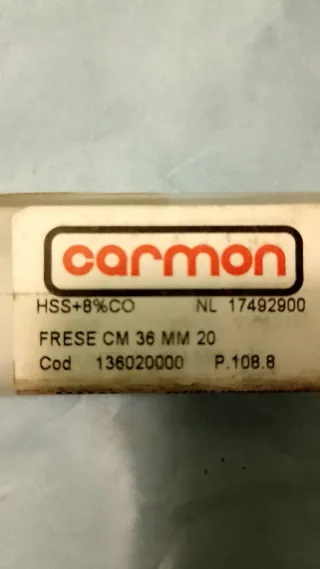 carmon
HSS+8%CO NL 17492900
FRESE CM 36 MM 20
Cod 136020000 P.108.8